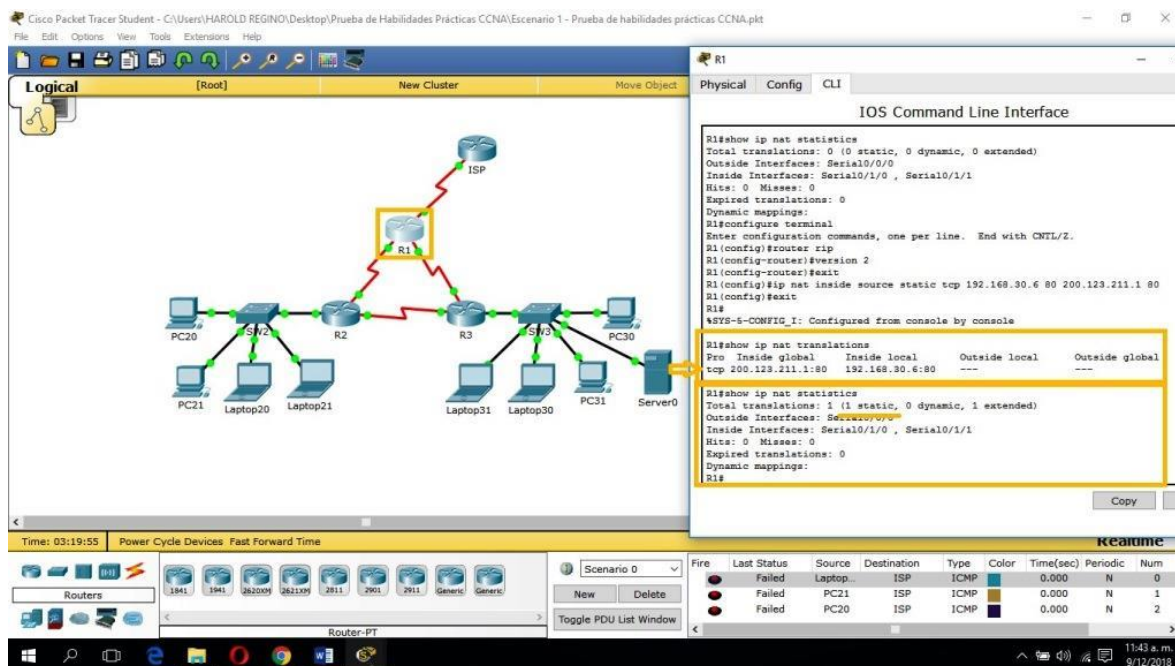 Cisco Packet Tracer Student - C:\Users\HAROLD REGINO\Desktop\Prueba de Habilidades Prácticas CCNA\Escenario 1 - Prueba de habilidades prácticas CCNA.pkt
File Edit Options View Tools Extensions Help
Logical [Root] New Cluster Move Object
ISP
R1
PC20
SW2
R2
R3
SW3
PC30
PC21
Laptop20
Laptop21
Laptop31
Laptop30
PC31
Server0
R1
Physical Config CLI
IOS Command Line Interface
R1#show ip nat statistics
Total translations: 0 (0 static, 0 dynamic, 0 extended)
Outside Interfaces: Serial0/0/0
Inside Interfaces: Serial0/1/0 , Serial0/1/1
Hits: 0 Misses: 0
Expired translations: 0
Dynamic mappings:
R1#configure terminal
Enter configuration commands, one per line. End with CNTL/Z.
R1(config)#router rip
R1(config-router)#version 2
R1(config-router)#exit
R1(config)#ip nat inside source static tcp 192.168.30.6 80 200.123.211.1 80
R1(config)#exit
R1#
%SYS-5-CONFIG_I: Configured from console by console
R1#show ip nat translations
Pro Inside global Inside local Outside local Outside global
tcp 200.123.211.1:80 192.168.30.6:80 --- ---
R1#show ip nat statistics
Total translations: 1 (1 static, 0 dynamic, 1 extended)
Outside Interfaces: Serial0/0/0
Inside Interfaces: Serial0/1/0 , Serial0/1/1
Hits: 0 Misses: 0
Expired translations: 0
Dynamic mappings:
R1#
Copy
Time: 03:19:55 Power Cycle Devices Fast Forward Time
Realtime
Routers
1841 1941 2620XM 2621XM 2811 2901 2911 Generic Generic
Router-PT
Scenario 0
New Delete
Toggle PDU List Window
Fire Last Status Source Destination Type Color Time(sec) Periodic Num
Failed Laptop... ISP ICMP 0.000 N 0
Failed PC21 ISP ICMP 0.000 N 1
Failed PC20 ISP ICMP 0.000 N 2
11:43 a. m.